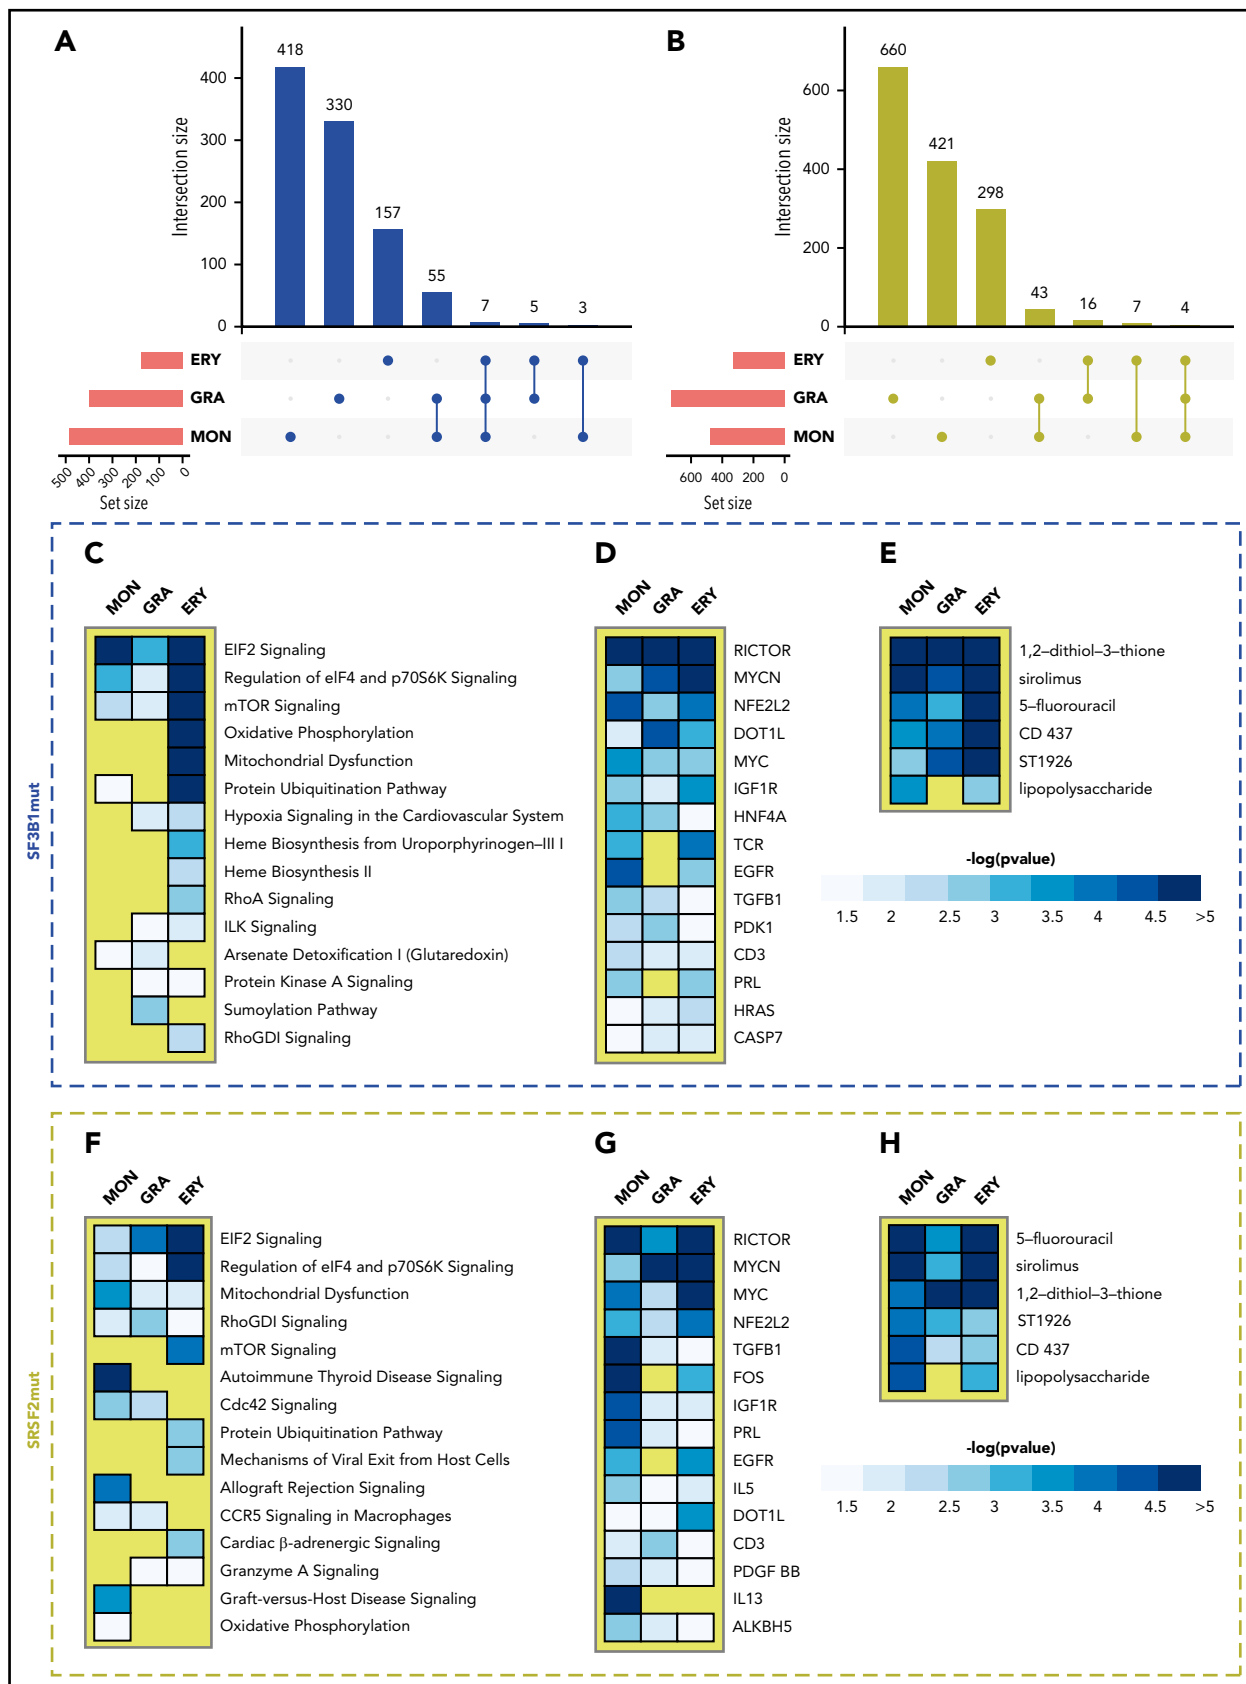 A
B
418
330
157
55
7
5
3
Intersection size
400
300
200
100
0
660
421
298
43
16
7
4
Intersection size
600
400
200
0
ERY
GRA
MON
500
400
300
200
100
0
Set size
ERY
GRA
MON
600
400
200
0
Set size
SF3B1mut
C
MON
GRA
ERY
EIF2 Signaling
Regulation of eIF4 and p70S6K Signaling
mTOR Signaling
Oxidative Phosphorylation
Mitochondrial Dysfunction
Protein Ubiquitination Pathway
Hypoxia Signaling in the Cardiovascular System
Heme Biosynthesis from Uroporphyrinogen–III I
Heme Biosynthesis II
RhoA Signaling
ILK Signaling
Arsenate Detoxification I (Glutaredoxin)
Protein Kinase A Signaling
Sumoylation Pathway
RhoGDI Signaling
D
MON
GRA
ERY
RICTOR
MYCN
NFE2L2
DOT1L
MYC
IGF1R
HNF4A
TCR
EGFR
TGFB1
PDK1
CD3
PRL
HRAS
CASP7
E
MON
GRA
ERY
1,2–dithiol–3–thione
sirolimus
5–fluorouracil
CD 437
ST1926
lipopolysaccharide
-log(pvalue)
1.5 2 2.5 3 3.5 4 4.5 >5
SRSF2mut
F
MON
GRA
ERY
EIF2 Signaling
Regulation of eIF4 and p70S6K Signaling
Mitochondrial Dysfunction
RhoGDI Signaling
mTOR Signaling
Autoimmune Thyroid Disease Signaling
Cdc42 Signaling
Protein Ubiquitination Pathway
Mechanisms of Viral Exit from Host Cells
Allograft Rejection Signaling
CCR5 Signaling in Macrophages
Cardiac β-adrenergic Signaling
Granzyme A Signaling
Graft-versus-Host Disease Signaling
Oxidative Phosphorylation
G
MON
GRA
ERY
RICTOR
MYCN
MYC
NFE2L2
TGFB1
FOS
IGF1R
PRL
EGFR
IL5
DOT1L
CD3
PDGF BB
IL13
ALKBH5
H
MON
GRA
ERY
5–fluorouracil
sirolimus
1,2–dithiol–3–thione
ST1926
CD 437
lipopolysaccharide
-log(pvalue)
1.5 2 2.5 3 3.5 4 4.5 >5